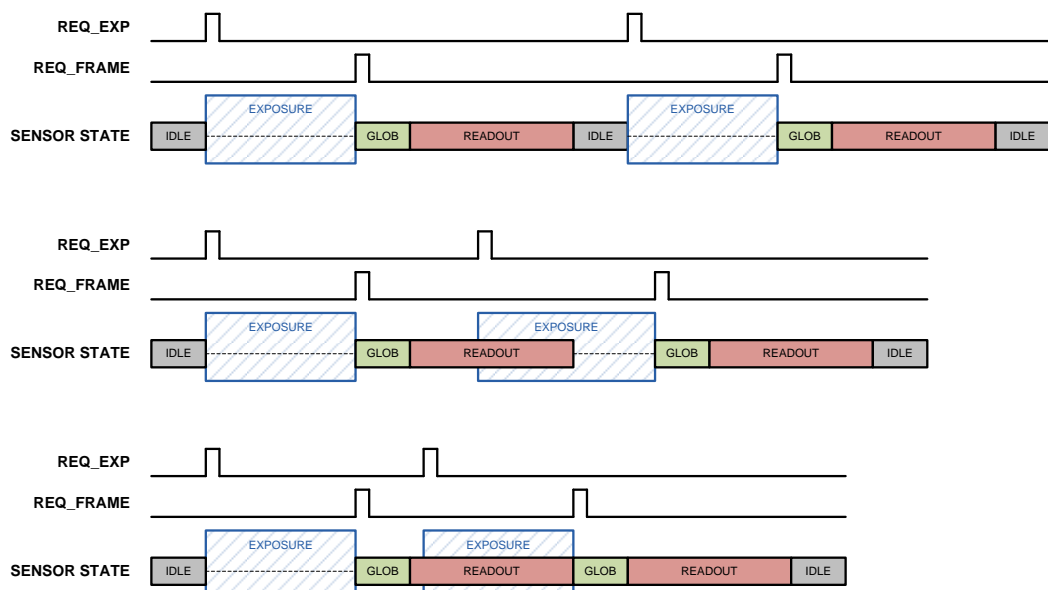 REQ_EXP
REQ_FRAME
EXPOSURE EXPOSURE
SENSOR STATE IDLE GLOB READOUT IDLE GLOB READOUT IDLE
REQ_EXP
REQ_FRAME
EXPOSURE EXPOSURE
SENSOR STATE IDLE GLOB READOUT GLOB READOUT IDLE
REQ_EXP
REQ_FRAME
EXPOSURE EXPOSURE
SENSOR STATE IDLE GLOB READOUT GLOB READOUT IDLE